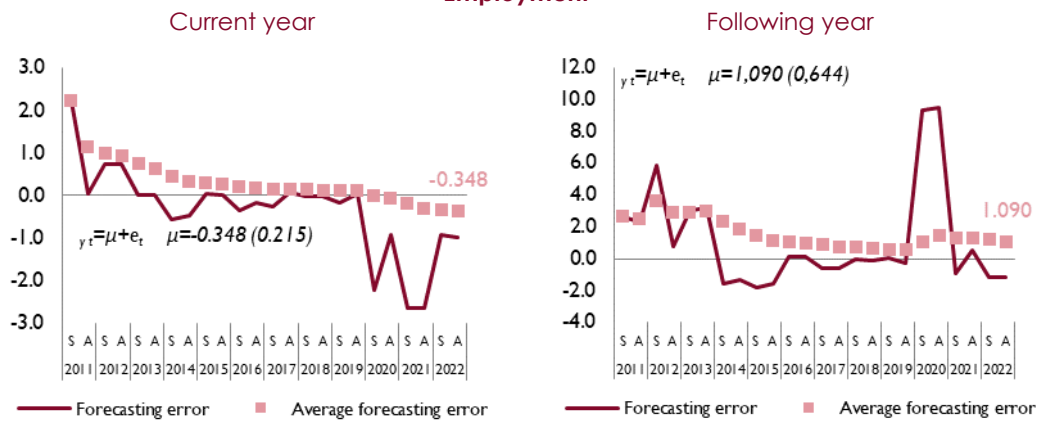 Employment
Current year
3.0
2.0
1.0
0.0
-1.0
-2.0
-3.0
-0.348
y t=μ+et μ=-0.348 (0.215)
S A S A S A S A S A S A S A S A S A S A S A S A
2011 2012 2013 2014 2015 2016 2017 2018 2019 2020 2021 2022
Forecasting error Average forecasting error
Following year
12.0
10.0
8.0
6.0
4.0
2.0
0.0
-2.0
-4.0
y t=μ+et μ=1,090 (0,644)
1.090
S A S A S A S A S A S A S A S A S A S A S A S A
2011 2012 2013 2014 2015 2016 2017 2018 2019 2020 2021 2022
Forecasting error Average forecasting error